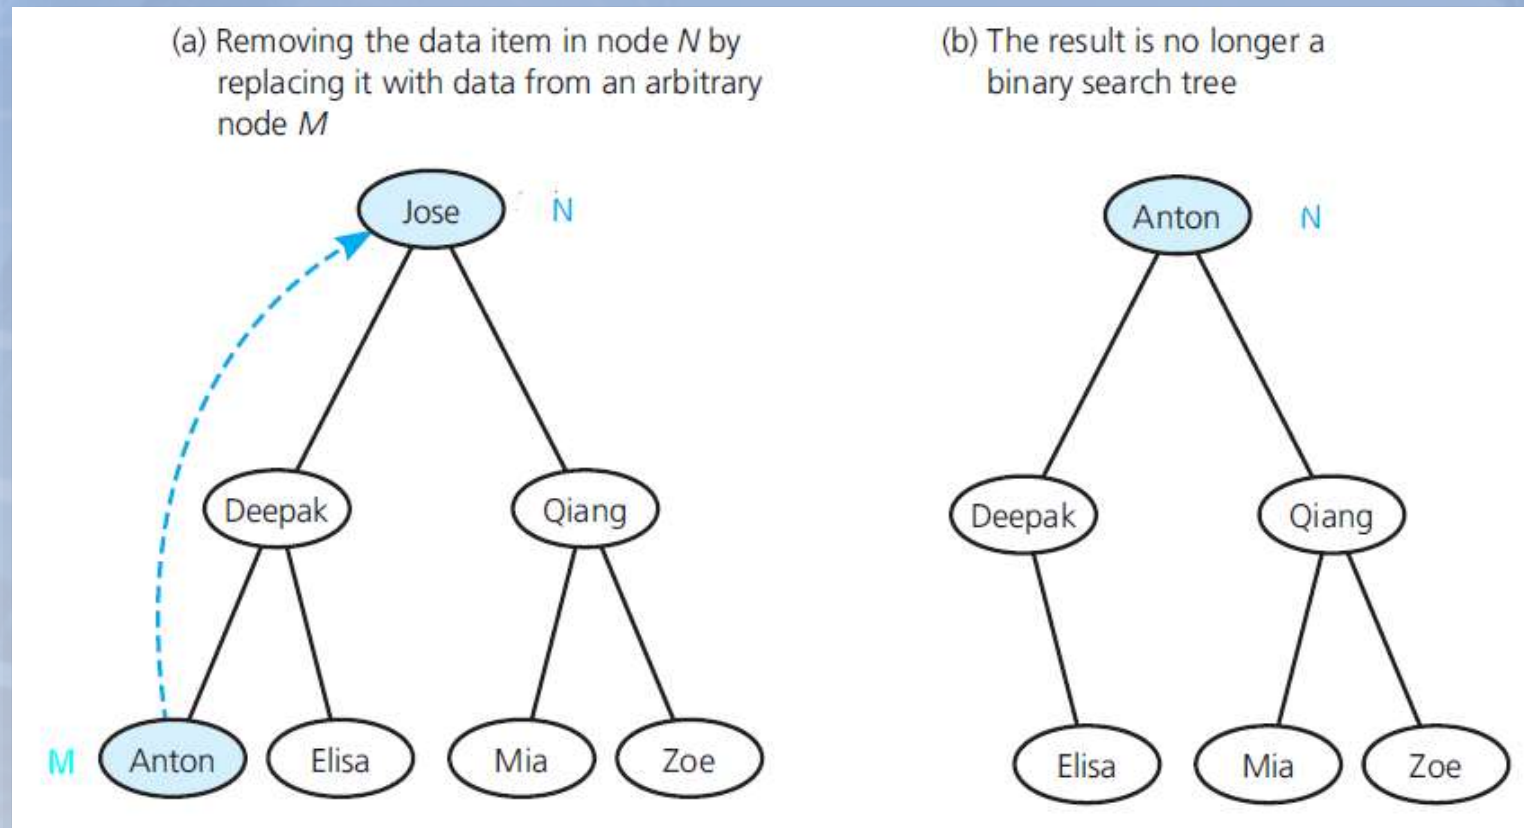 (a) Removing the data item in node N by
replacing it with data from an arbitrary
node M
Jose N
Deepak Qiang
M Anton Elisa Mia Zoe
(b) The result is no longer a
binary search tree
Anton N
Deepak Qiang
Elisa Mia Zoe